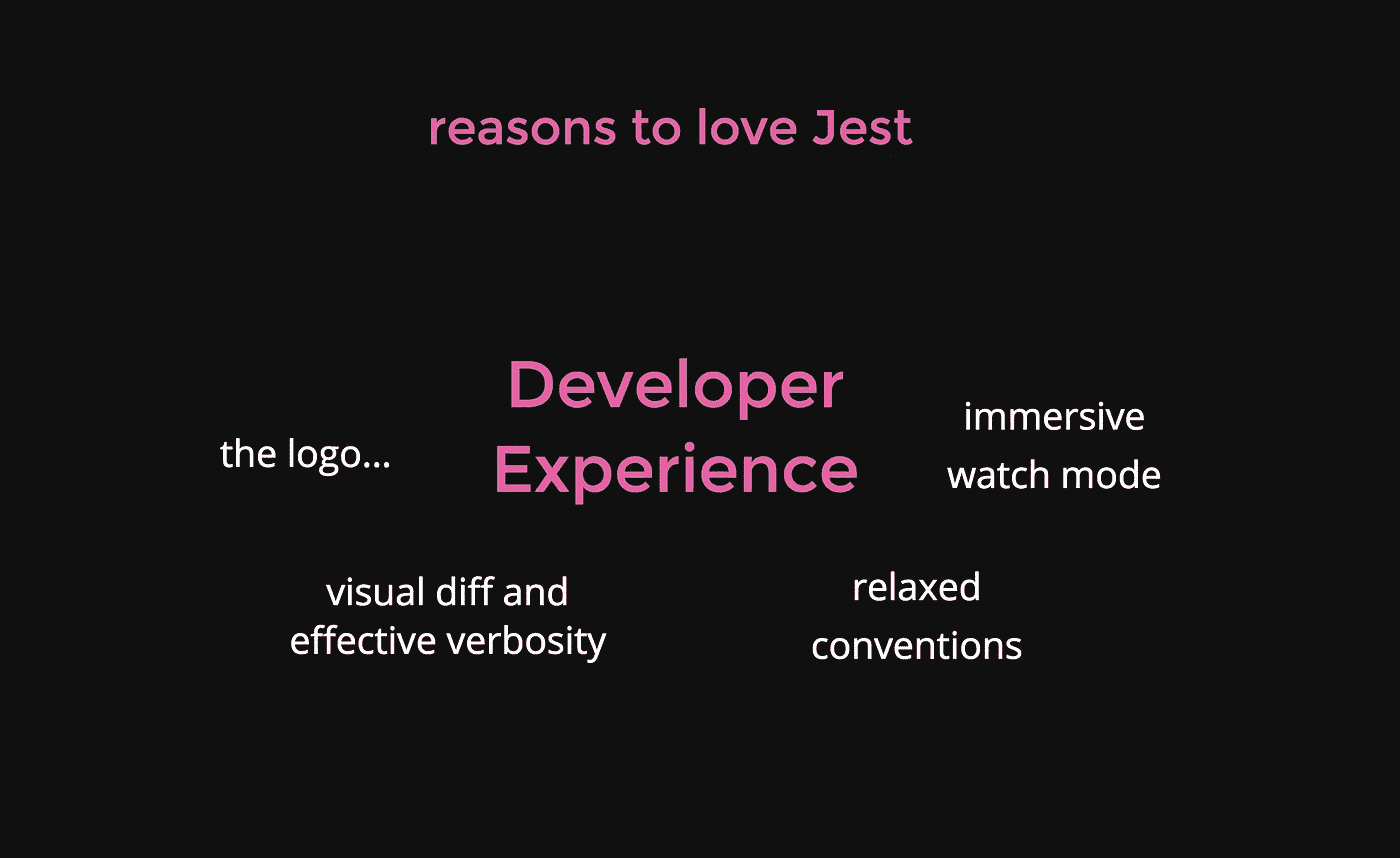 reasons to love Jest
Developer
Experience
the logo...
immersive
watch mode
visual diff and
effective verbosity
relaxed
conventions